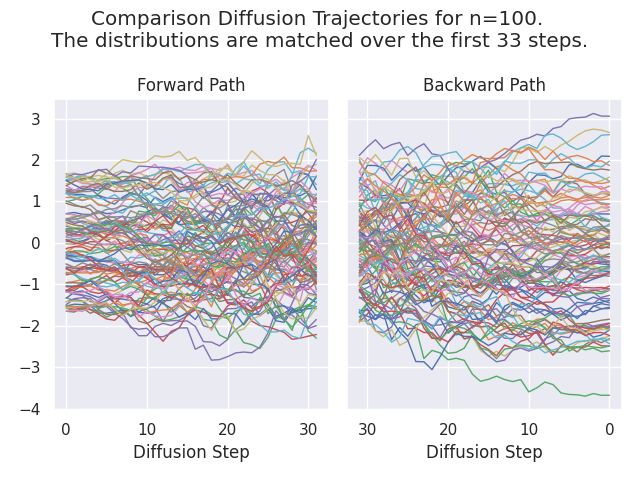 Comparison Diffusion Trajectories for n=100.
The distributions are matched over the first 33 steps.
Forward Path
Backward Path
3
2
1
0
−1
−2
−3
−4
0 10 20 30
30 20 10 0
Diffusion Step
Diffusion Step